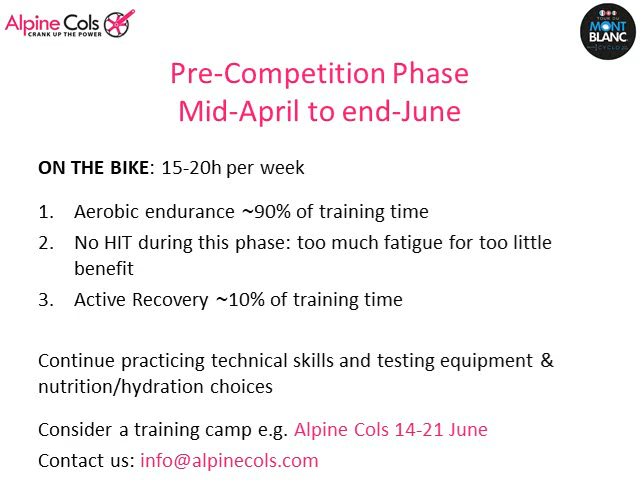 Alpine Cols
CRANK UP THE POWER
TOUR DU
MONT
BLANC
CYCLO
Pre-Competition Phase
Mid-April to end-June
ON THE BIKE: 15-20h per week
1. Aerobic endurance ~90% of training time
2. No HIT during this phase: too much fatigue for too little
benefit
3. Active Recovery ~10% of training time
Continue practicing technical skills and testing equipment &
nutrition/hydration choices
Consider a training camp e.g. Alpine Cols 14-21 June
Contact us: info@alpinecols.com